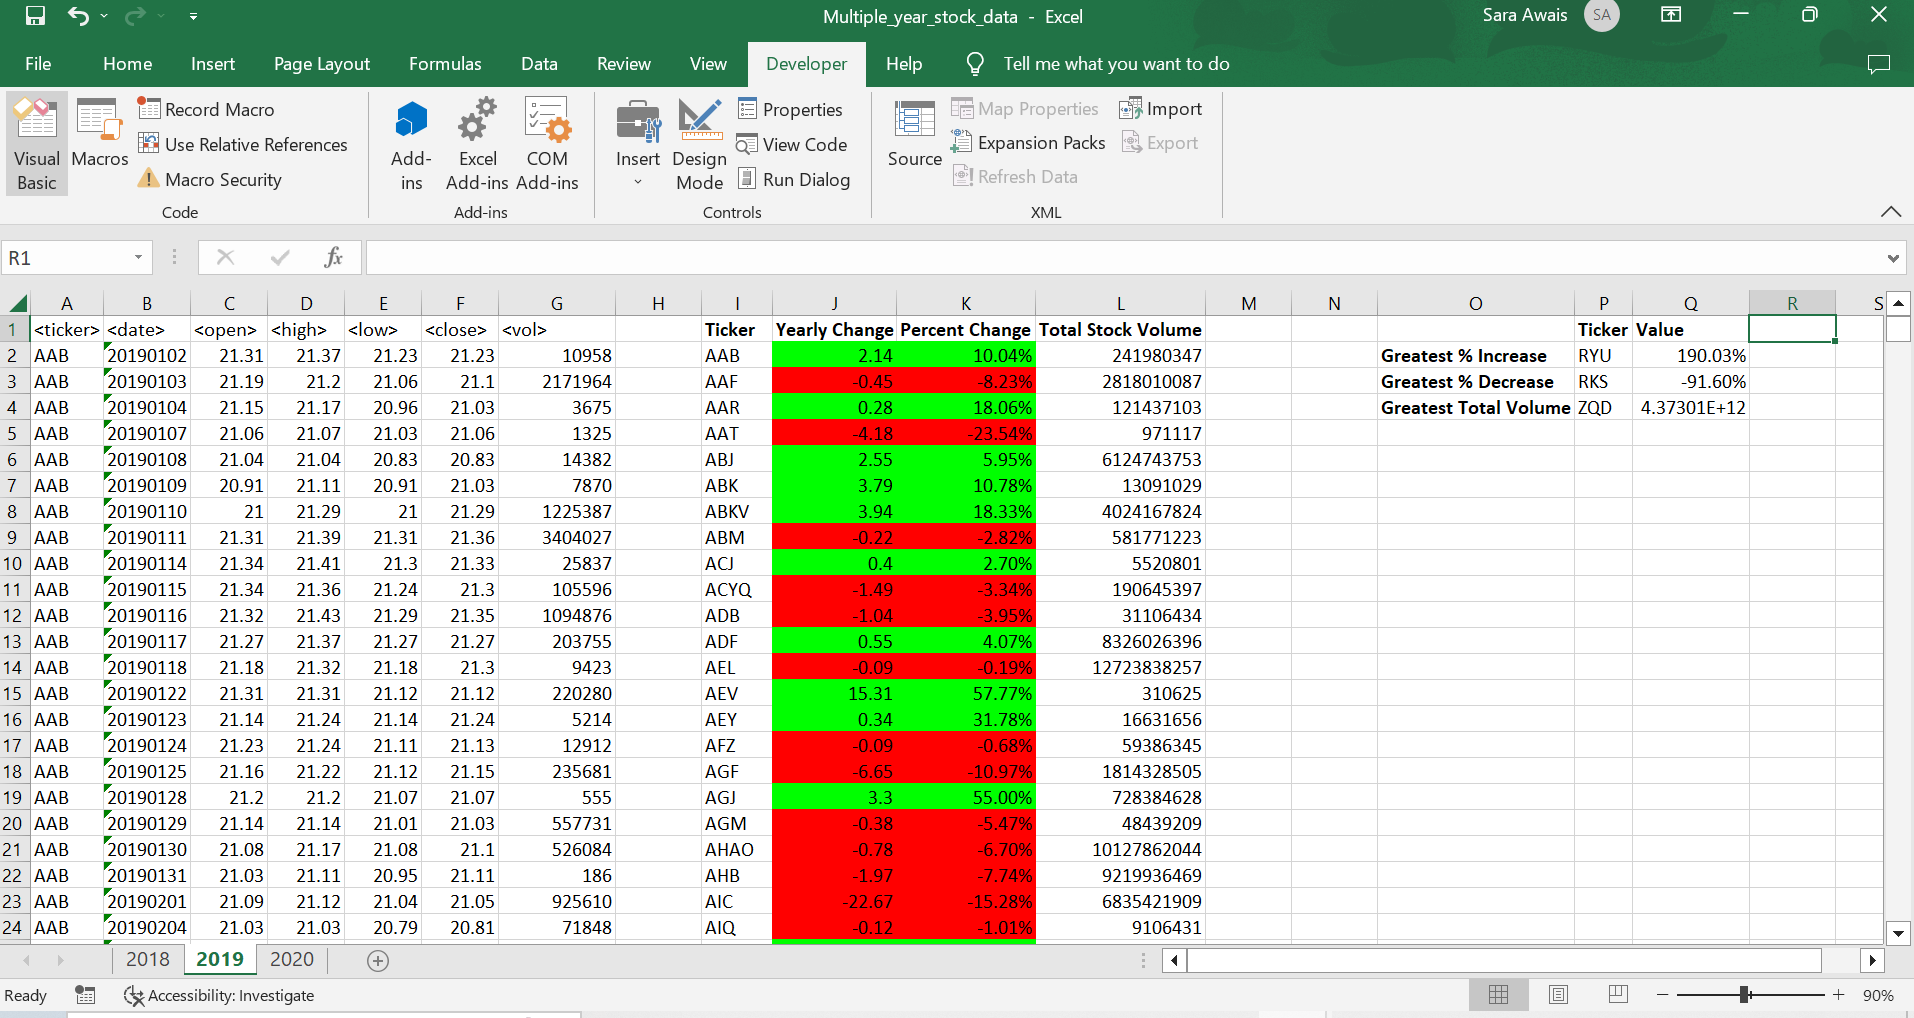 Multiple_year_stock_data - Excel Sara Awais SA
File Home Insert Page Layout Formulas Data Review View Developer Help Tell me what you want to do
Visual Basic Macros Record Macro Use Relative References Macro Security
Code
Add-ins Excel Add-ins COM Add-ins
Add-ins
Insert Design Mode Properties View Code Run Dialog
Controls
Source Map Properties Expansion Packs Refresh Data Import Export
XML
R1 fx
A B C D E F G H I J K L M N O P Q R S
1 <ticker> <date> <open> <high> <low> <close> <vol> Ticker Yearly Change Percent Change Total Stock Volume Ticker Value
2 AAB 20190102 21.31 21.37 21.23 21.23 10958 AAB 2.14 10.04% 241980347 Greatest % Increase RYU 190.03%
3 AAB 20190103 21.19 21.2 21.06 21.1 2171964 AAF -0.45 -8.23% 2818010087 Greatest % Decrease RKS -91.60%
4 AAB 20190104 21.15 21.17 20.96 21.03 3675 AAR 0.28 18.06% 121437103 Greatest Total Volume ZQD 4.37301E+12
5 AAB 20190107 21.06 21.07 21.03 21.06 1325 AAT -4.18 -23.54% 971117
6 AAB 20190108 21.04 21.04 20.83 20.83 14382 ABJ 2.55 5.95% 6124743753
7 AAB 20190109 20.91 21.11 20.91 21.03 7870 ABK 3.79 10.78% 13091029
8 AAB 20190110 21 21.29 21 21.29 1225387 ABKV 3.94 18.33% 4024167824
9 AAB 20190111 21.31 21.39 21.31 21.36 3404027 ABM -0.22 -2.82% 581771223
10 AAB 20190114 21.34 21.41 21.3 21.33 25837 ACJ 0.4 2.70% 5520801
11 AAB 20190115 21.34 21.36 21.24 21.3 105596 ACYQ -1.49 -3.34% 190645397
12 AAB 20190116 21.32 21.43 21.29 21.35 1094876 ADB -1.04 -3.95% 31106434
13 AAB 20190117 21.27 21.37 21.27 21.27 203755 ADF 0.55 4.07% 8326026396
14 AAB 20190118 21.18 21.32 21.18 21.3 9423 AEL -0.09 -0.19% 12723838257
15 AAB 20190122 21.31 21.31 21.12 21.12 220280 AEV 15.31 57.77% 310625
16 AAB 20190123 21.14 21.24 21.14 21.24 5214 AEY 0.34 31.78% 16631656
17 AAB 20190124 21.23 21.24 21.11 21.13 12912 AFZ -0.09 -0.68% 59386345
18 AAB 20190125 21.16 21.22 21.12 21.15 235681 AGF -6.65 -10.97% 1814328505
19 AAB 20190128 21.2 21.2 21.07 21.07 555 AGJ 3.3 55.00% 728384628
20 AAB 20190129 21.14 21.14 21.01 21.03 557731 AGM -0.38 -5.47% 48439209
21 AAB 20190130 21.08 21.17 21.08 21.1 526084 AHAO -0.78 -6.70% 10127862044
22 AAB 20190131 21.03 21.11 20.95 21.11 186 AHB -1.97 -7.74% 9219936469
23 AAB 20190201 21.09 21.12 21.04 21.05 925610 AIC -22.67 -15.28% 6835421909
24 AAB 20190204 21.03 21.03 20.79 20.81 71848 AIQ -0.12 -1.01% 9106431
2018 2019 2020
Ready Accessibility: Investigate 90%